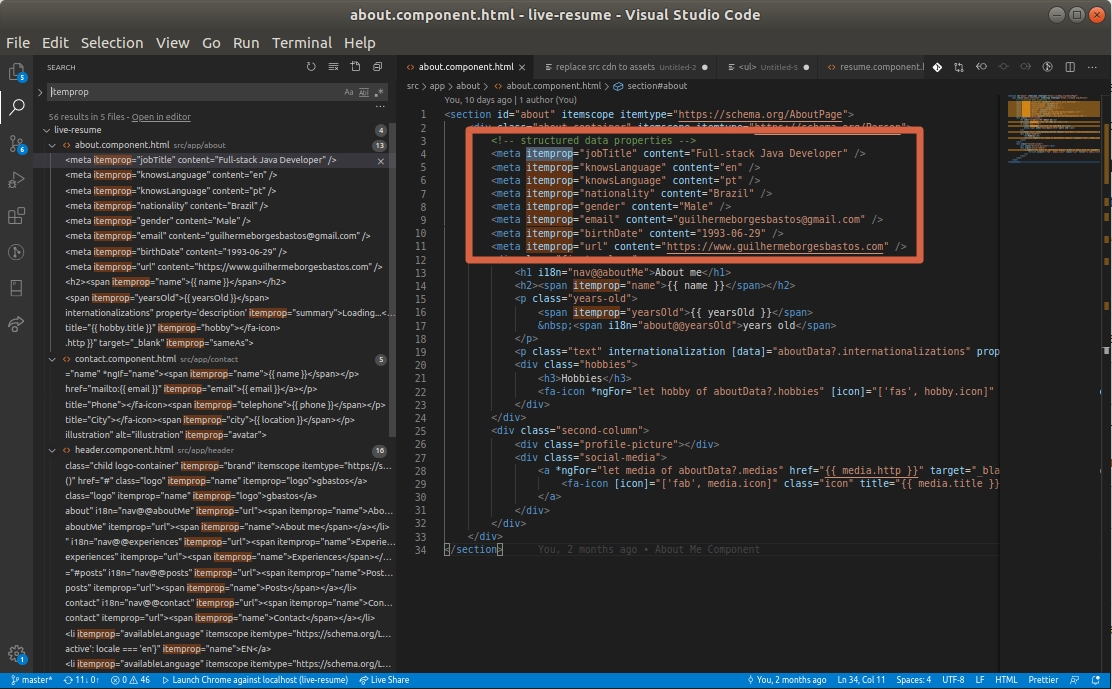 about.component.html - live-resume - Visual Studio Code
File Edit Selection View Go Run Terminal Help
SEARCH
itemprop
Aa Abl .*
56 results in 5 files - Open in editor
live-resume 4
about.component.html src/app/about 13
<meta itemprop="jobTitle" content="Full-stack Java Developer" />
<meta itemprop="knowsLanguage" content="en" />
<meta itemprop="knowsLanguage" content="pt" />
<meta itemprop="nationality" content="Brazil" />
<meta itemprop="gender" content="Male" />
<meta itemprop="email" content="guilhermeborgesbastos@gmail.com" />
<meta itemprop="birthDate" content="1993-06-29" />
<meta itemprop="url" content="https://www.guilhermeborgesbastos.com" />
<h2><span itemprop="name">{{ name }}</span></h2>
<span itemprop="yearsOld">{{ yearsOld }}</span>
internationalizations" property='description' itemprop="summary">Loading...<...
title="{{ hobby.title }}" itemprop="hobby"></fa-icon>
.http }}" target="_blank" itemprop="sameAs">
contact.component.html src/app/contact 5
="name" *ngIf="name"><span itemprop="name">{{ name }}</span></p>
href="mailto:{{ email }}" itemprop="email">{{ email }}</a></p>
title="Phone"></fa-icon><span itemprop="telephone">{{ phone }}</span></p>
title="City"></fa-icon><span itemprop="city">{{ location }}</span></p>
illustration" alt="illustration" itemprop="avatar">
header.component.html src/app/header 16
class="child logo-container" itemprop="brand" itemscope itemtype="https://s...
()" href="#" class="logo" itemprop="name" itemprop="logo">gbastos</a>
class="logo" itemprop="name" itemprop="logo">gbastos</a>
about" i18n="nav@@aboutMe" itemprop="url"><span itemprop="name">Abo...
aboutMe" itemprop="url"><span itemprop="name">About me</span></a></li>
" i18n="nav@@experiences" itemprop="url"><span itemprop="name">Experie...
experiences" itemprop="url"><span itemprop="name">Experiences</span></...
="#posts" i18n="nav@@posts" itemprop="url"><span itemprop="name">Post...
posts" itemprop="url"><span itemprop="name">Posts</span></a></li>
contact" i18n="nav@@contact" itemprop="url"><span itemprop="name">Con...
contact" itemprop="url"><span itemprop="name">Contact</span></a></li>
<li itemprop="availableLanguage" itemscope itemtype="https://schema.org/L...
active': locale === 'en'}" itemprop="name">EN</a>
<li itemprop="availableLanguage" itemscope itemtype="https://schema.org/L...
about.component.html replace src cdn to assets Untitled-2 <ul> Untitled-5 resume.component.h
src > app > about > about.component.html > section#about
You, 10 days ago | 1 author (You)
1 <section id="about" itemscope itemtype="https://schema.org/AboutPage">
2 <div class="about-container" itemscope itemtype="https://schema.org/Person">
3 <!-- structured data properties -->
4 <meta itemprop="jobTitle" content="Full-stack Java Developer" />
5 <meta itemprop="knowsLanguage" content="en" />
6 <meta itemprop="knowsLanguage" content="pt" />
7 <meta itemprop="nationality" content="Brazil" />
8 <meta itemprop="gender" content="Male" />
9 <meta itemprop="email" content="guilhermeborgesbastos@gmail.com" />
10 <meta itemprop="birthDate" content="1993-06-29" />
11 <meta itemprop="url" content="https://www.guilhermeborgesbastos.com" />
12
13 <h1 i18n="nav@@aboutMe">About me</h1>
14 <h2><span itemprop="name">{{ name }}</span></h2>
15 <p class="years-old">
16 <span itemprop="yearsOld">{{ yearsOld }}</span>
17 &nbsp;<span i18n="about@@yearsOld">years old</span>
18 </p>
19 <p class="text" internationalization [data]="aboutData?.internationalizations" prop
20 <div class="hobbies">
21 <h3>Hobbies</h3>
22 <fa-icon *ngFor="let hobby of aboutData?.hobbies" [icon]="['fas', hobby.icon]"
23 </div>
24 </div>
25 <div class="second-column">
26 <div class="profile-picture"></div>
27 <div class="social-media">
28 <a *ngFor="let media of aboutData?.medias" href="{{ media.http }}" target="_bla
29 <fa-icon [icon]="['fab', media.icon]" class="icon" title="{{ media.title }}
30 </a>
31 </div>
32 </div>
33 </div>
34 </section> You, 2 months ago • About Me Component
master* 11↓ 0↑ 0 46 Launch Chrome against localhost (live-resume) Live Share You, 2 months ago Ln 34, Col 11 Spaces: 4 UTF-8 LF HTML Prettier